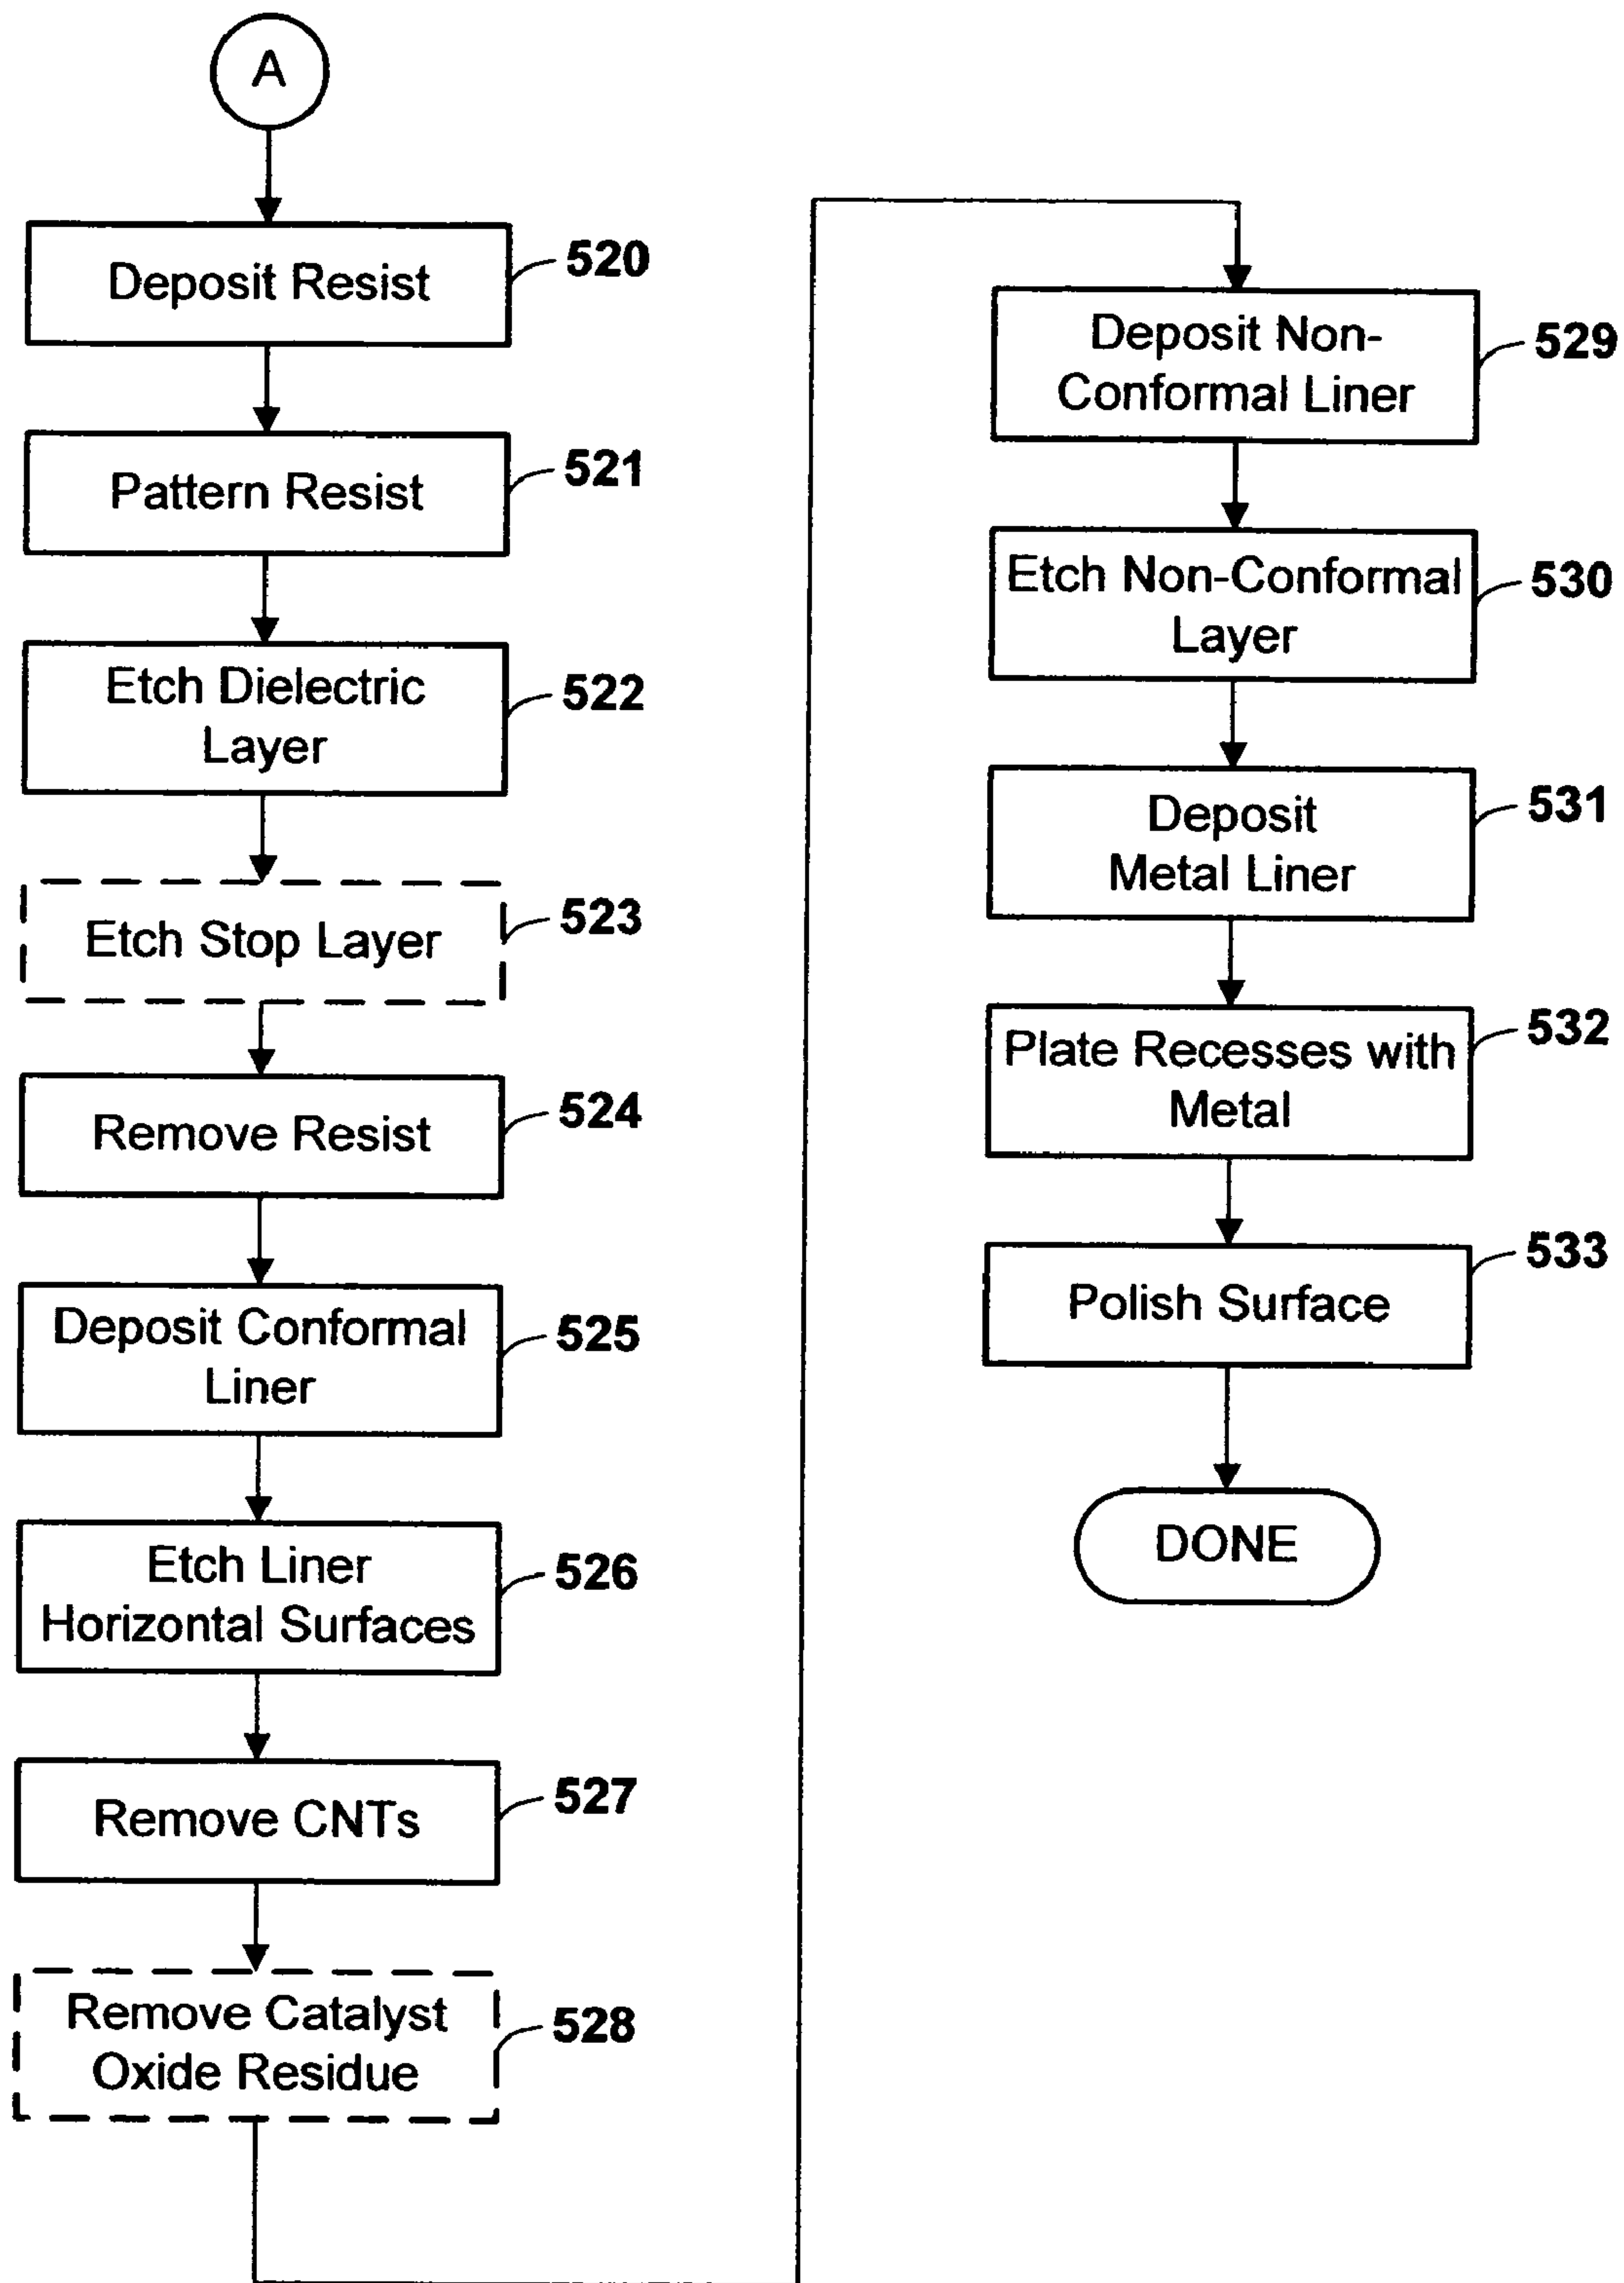 A
Deposit Resist
520
Pattern Resist
521
Etch Dielectric
Layer
522
Etch Stop Layer
523
Remove Resist
524
Deposit Conformal
Liner
525
Etch Liner
Horizontal Surfaces
526
Remove CNTs
527
Remove Catalyst
Oxide Residue
528
Deposit Non-
Conformal Liner
529
Etch Non-Conformal
Layer
530
Deposit
Metal Liner
531
Plate Recesses with
Metal
532
Polish Surface
533
DONE